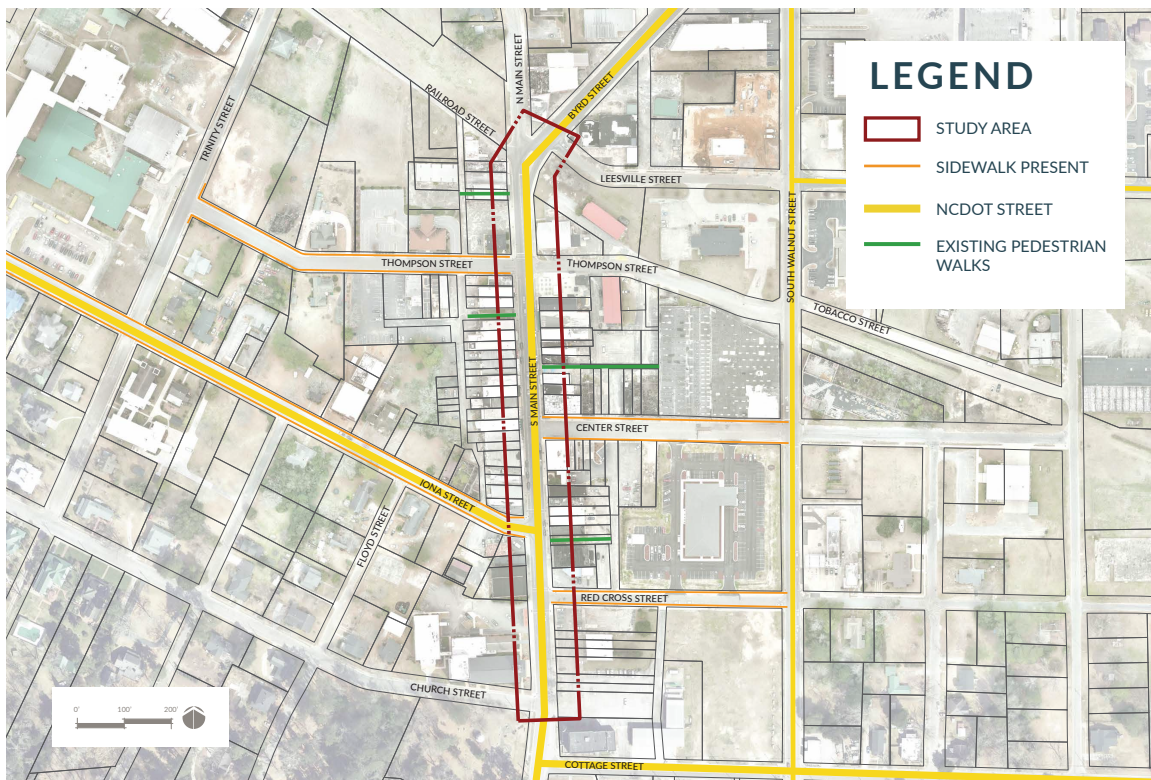 LEGEND
STUDY AREA
SIDEWALK PRESENT
NCDOT STREET
EXISTING PEDESTRIAN
WALKS
N MAIN STREET
BYRD STREET
RAILROAD STREET
TRINITY STREET
LEESVILLE STREET
THOMPSON STREET
THOMPSON STREET
SOUTH WALNUT STREET
TOBACCO STREET
S MAIN STREET
CENTER STREET
IONA STREET
FLOYD STREET
RED CROSS STREET
CHURCH STREET
COTTAGE STREET
0' 100' 200'